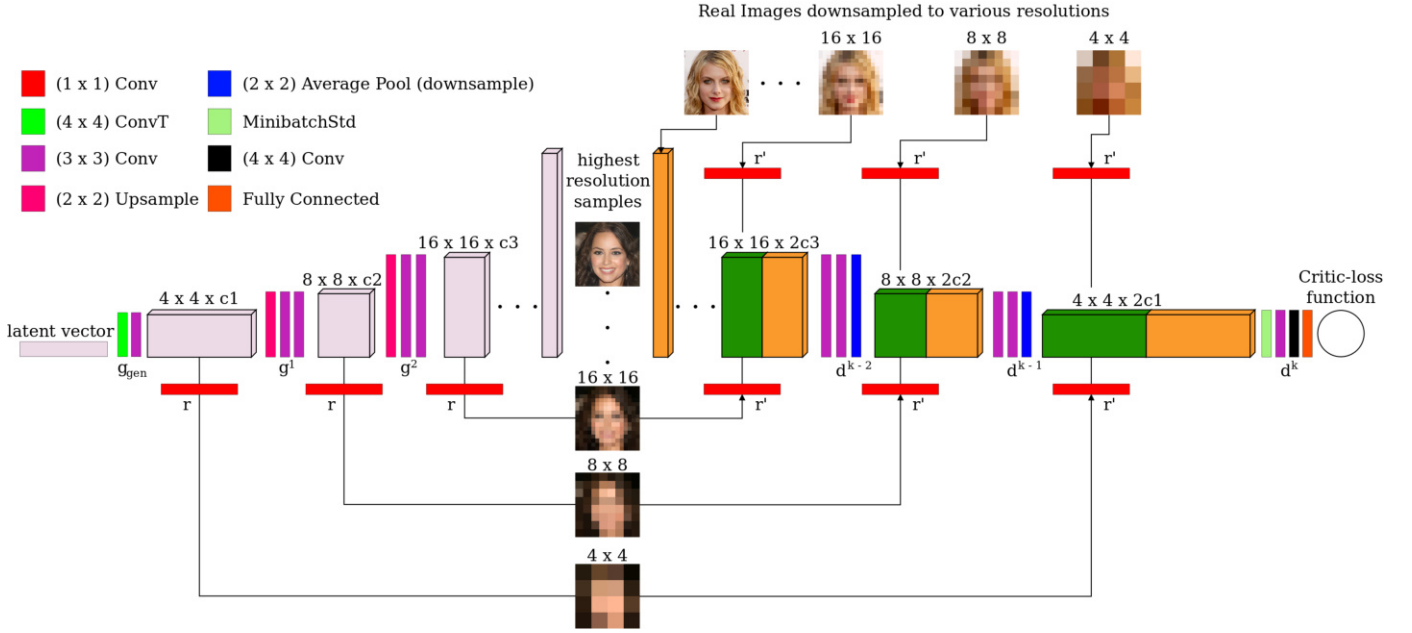 Real Images downsampled to various resolutions
16 x 16
8 x 8
4 x 4
(1 x 1) Conv
(2 x 2) Average Pool (downsample)
(4 x 4) ConvT
MinibatchStd
(3 x 3) Conv
(4 x 4) Conv
(2 x 2) Upsample
Fully Connected
r'
r'
r'
highest
resolution
samples
16 x 16 x c3
16 x 16 x 2c3
8 x 8 x c2
8 x 8 x 2c2
4 x 4 x c1
4 x 4 x 2c1
Critic-loss
function
latent vector
g_gen
g^1
g^2
d^k - 2
d^k - 1
d^k
16 x 16
r
r
r
r'
r'
r'
8 x 8
4 x 4